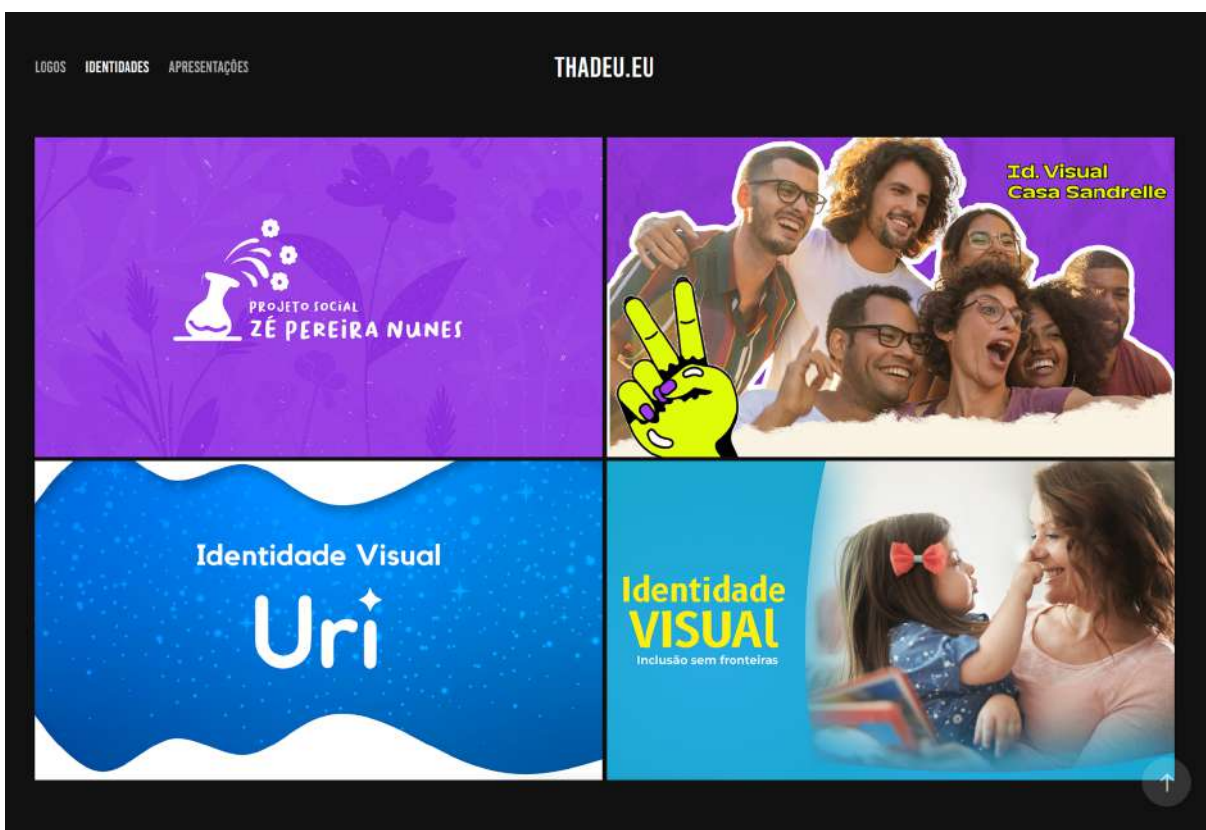 LOGOS IDENTIDADES APRESENTAÇÕES
THADEU.EU
PROJETO SOCIAL
ZÉ PEREIRA NUNES
Id. Visual
Casa Sandrelle
Identidade Visual
Uri
Identidade
VISUAL
Inclusão sem fronteiras